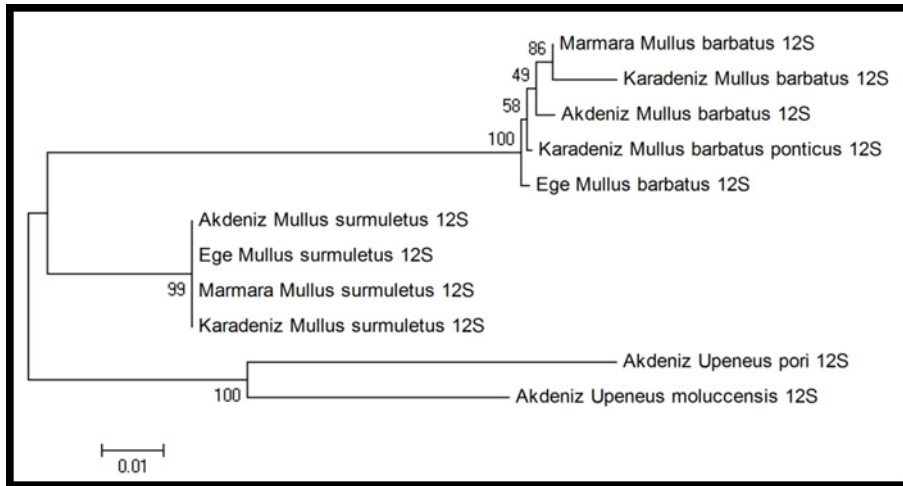 86
Marmara Mullus barbatus 12S
49
Karadeniz Mullus barbatus 12S
58
Akdeniz Mullus barbatus 12S
100
Karadeniz Mullus barbatus ponticus 12S
Ege Mullus barbatus 12S
Akdeniz Mullus surmuletus 12S
Ege Mullus surmuletus 12S
99
Marmara Mullus surmuletus 12S
Karadeniz Mullus surmuletus 12S
Akdeniz Upeneus pori 12S
100
Akdeniz Upeneus moluccensis 12S
0.01